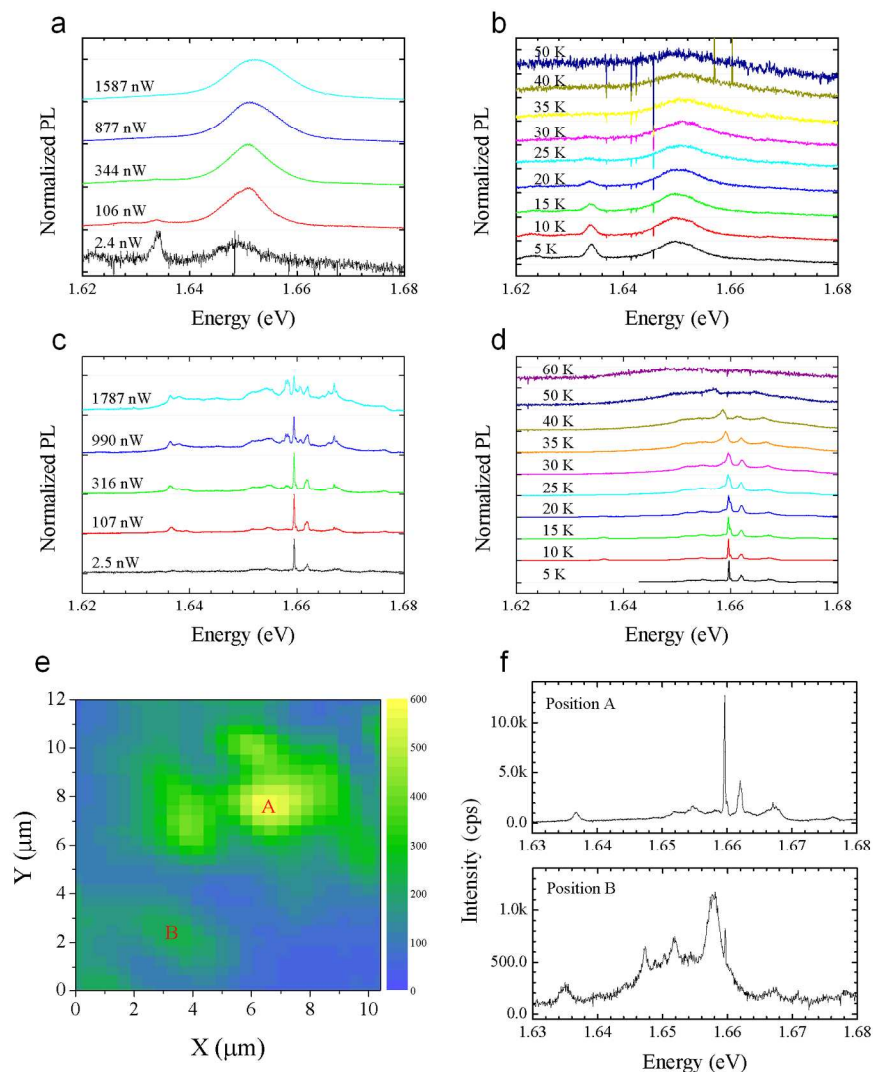 a
1587 nW
877 nW
344 nW
106 nW
2.4 nW
Normalized PL
1.62 1.64 1.66 1.68
Energy (eV)
b
50 K
40 K
35 K
30 K
25 K
20 K
15 K
10 K
5 K
Normalized PL
1.62 1.64 1.66 1.68
Energy (eV)
c
1787 nW
990 nW
316 nW
107 nW
2.5 nW
Normalized PL
1.62 1.64 1.66 1.68
Energy (eV)
d
60 K
50 K
40 K
35 K
30 K
25 K
20 K
15 K
10 K
5 K
Normalized PL
1.62 1.64 1.66 1.68
Energy (eV)
e
12
10
8
6
4
2
0
Y (μm)
A
B
0 2 4 6 8 10
X (μm)
600
500
400
300
200
100
0
f
Position A
10.0k
5.0k
0.0
1.63 1.64 1.65 1.66 1.67 1.68
Intensity (cps)
Position B
1.0k
500.0
0.0
1.63 1.64 1.65 1.66 1.67 1.68
Energy (eV)